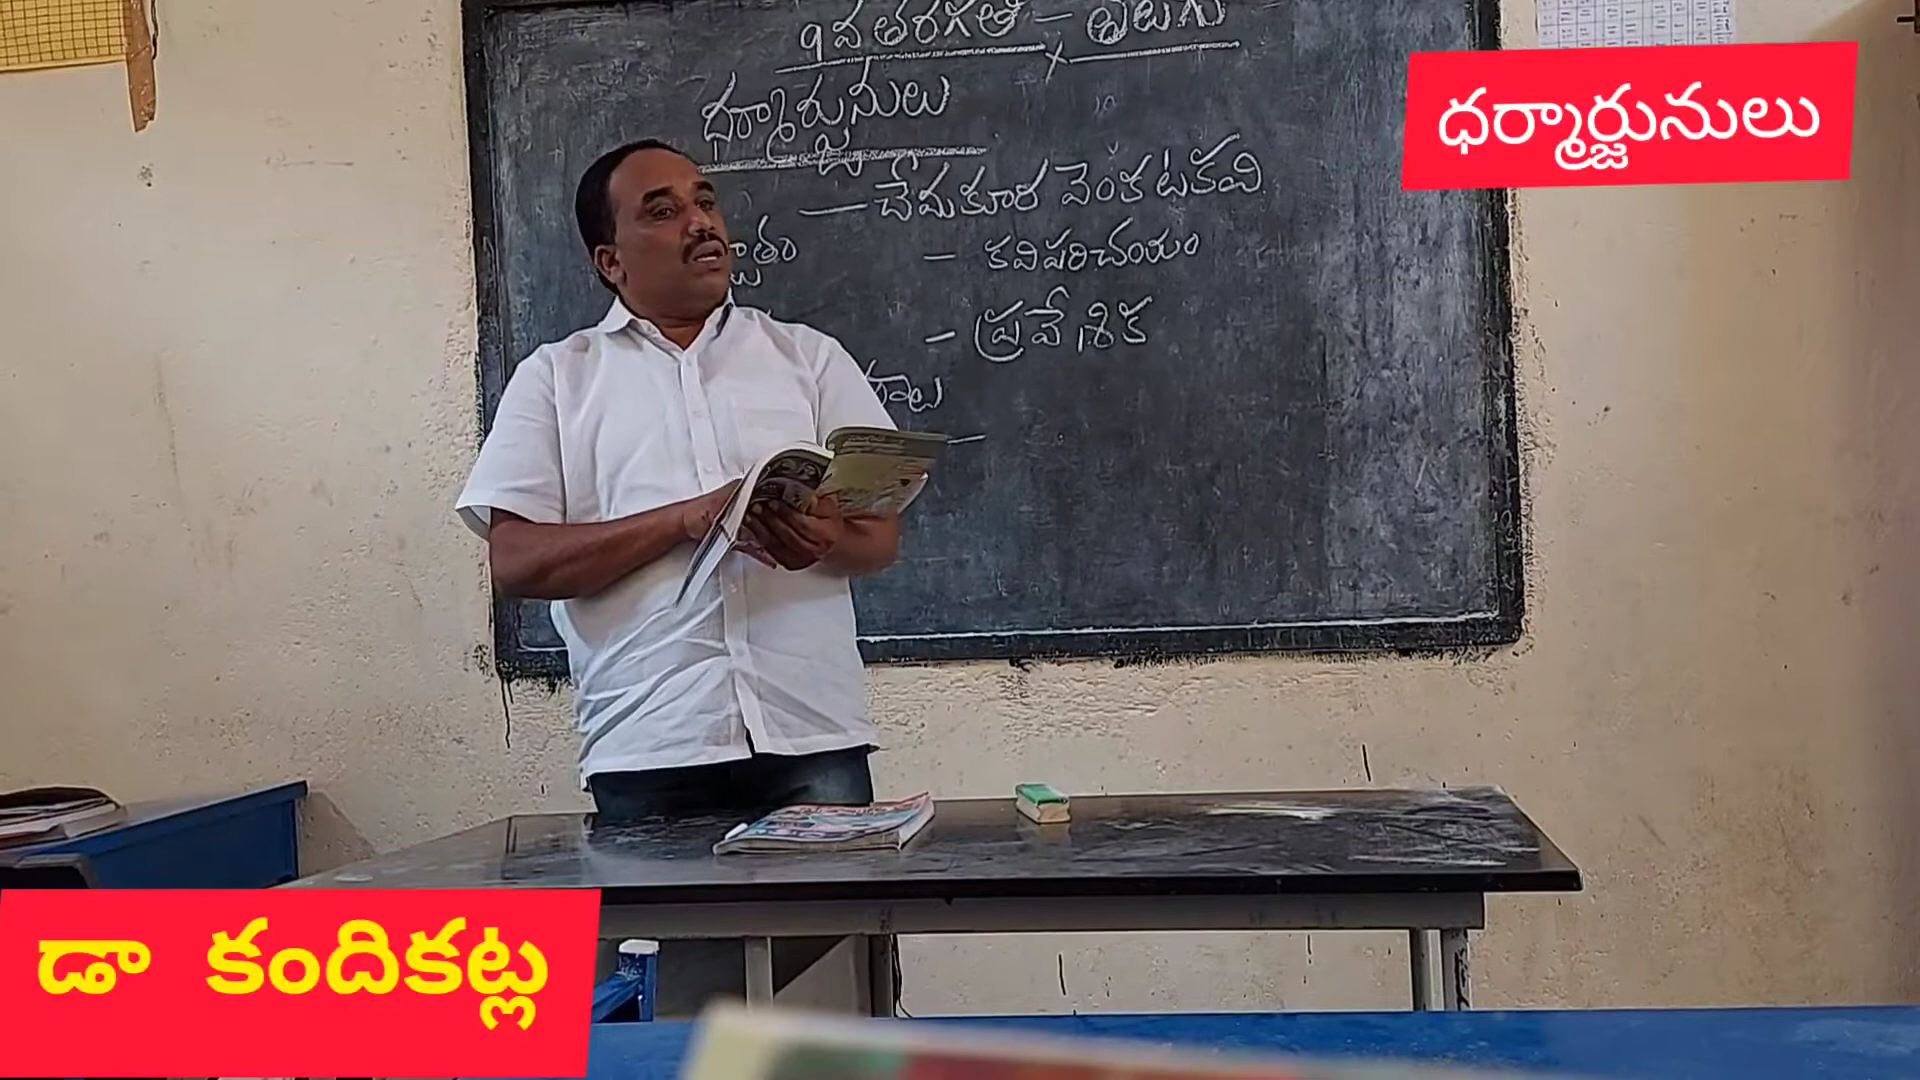 9వ తరగతి - తెలుగు
ధర్మార్జునులు
ధర్మార్జునులు
— చేమకూర వెంకటకవి
- కవిపరిచయం
- ప్రవేశిక
డా కందికట్ల